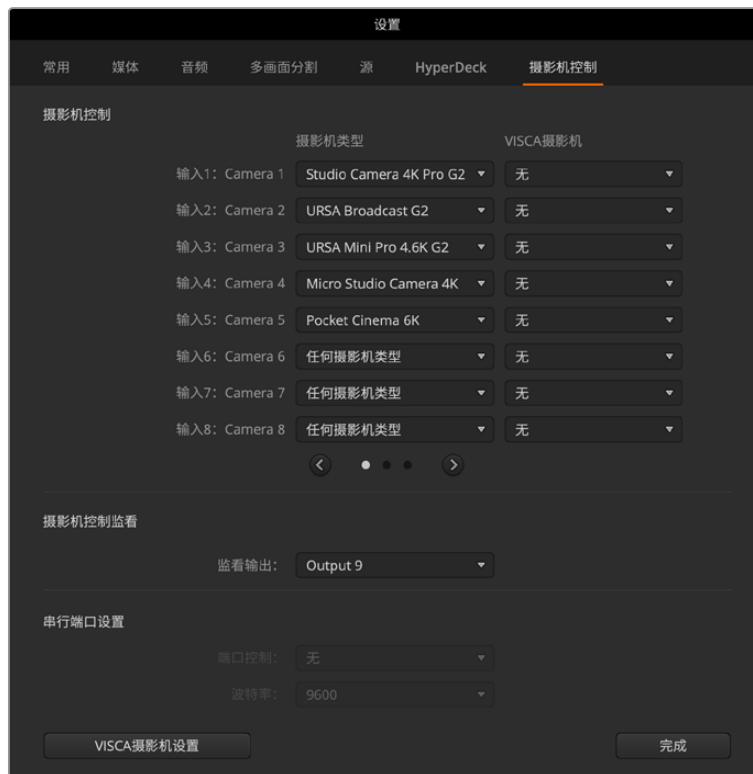 设置
常用 媒体 音频 多画面分割 源 HyperDeck 摄影机控制
摄影机控制
摄影机类型 VISCA摄影机
输入1：Camera 1 Studio Camera 4K Pro G2 无
输入2：Camera 2 URSA Broadcast G2 无
输入3：Camera 3 URSA Mini Pro 4.6K G2 无
输入4：Camera 4 Micro Studio Camera 4K 无
输入5：Camera 5 Pocket Cinema 6K 无
输入6：Camera 6 任何摄影机类型 无
输入7：Camera 7 任何摄影机类型 无
输入8：Camera 8 任何摄影机类型 无
摄影机控制监看
监看输出： Output 9
串行端口设置
端口控制： 无
波特率： 9600
VISCA摄影机设置 完成